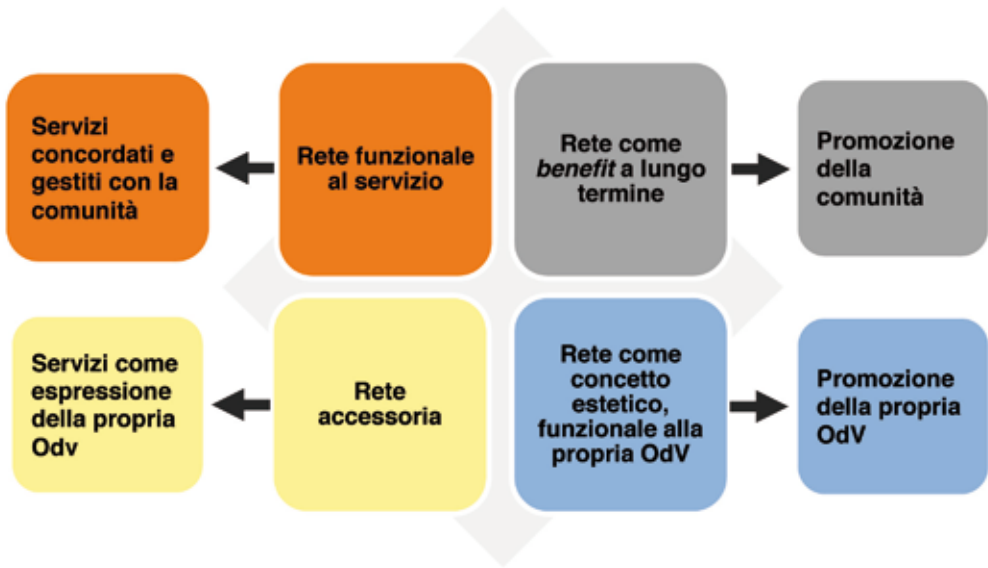 Servizi
concordati e
gestiti con la
comunità
Rete funzionale
al servizio
Rete come
benefit a lungo
termine
Promozione
della
comunità
Servizi come
espressione
della propria
Odv
Rete
accessoria
Rete come
concetto
estetico,
funzionale alla
propria OdV
Promozione
della propria
OdV